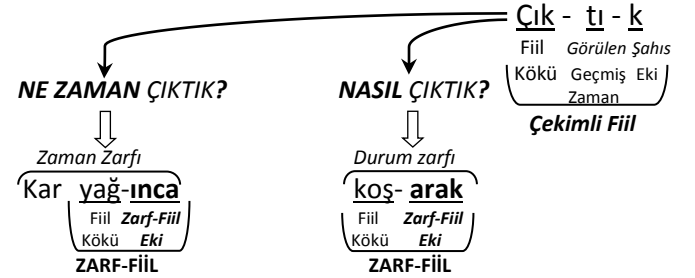 Çık - tı - k
Fiil Görülen Şahıs
Kökü Geçmiş Eki
Zaman
Çekimli Fiil
NE ZAMAN ÇIKTIK?
NASIL ÇIKTIK?
Zaman Zarfı
Durum zarfı
Kar yağ-ınca
koş- arak
Fiil Zarf-Fiil
Kökü Eki
ZARF-FİİL
Fiil Zarf-Fiil
Kökü Eki
ZARF-FİİL